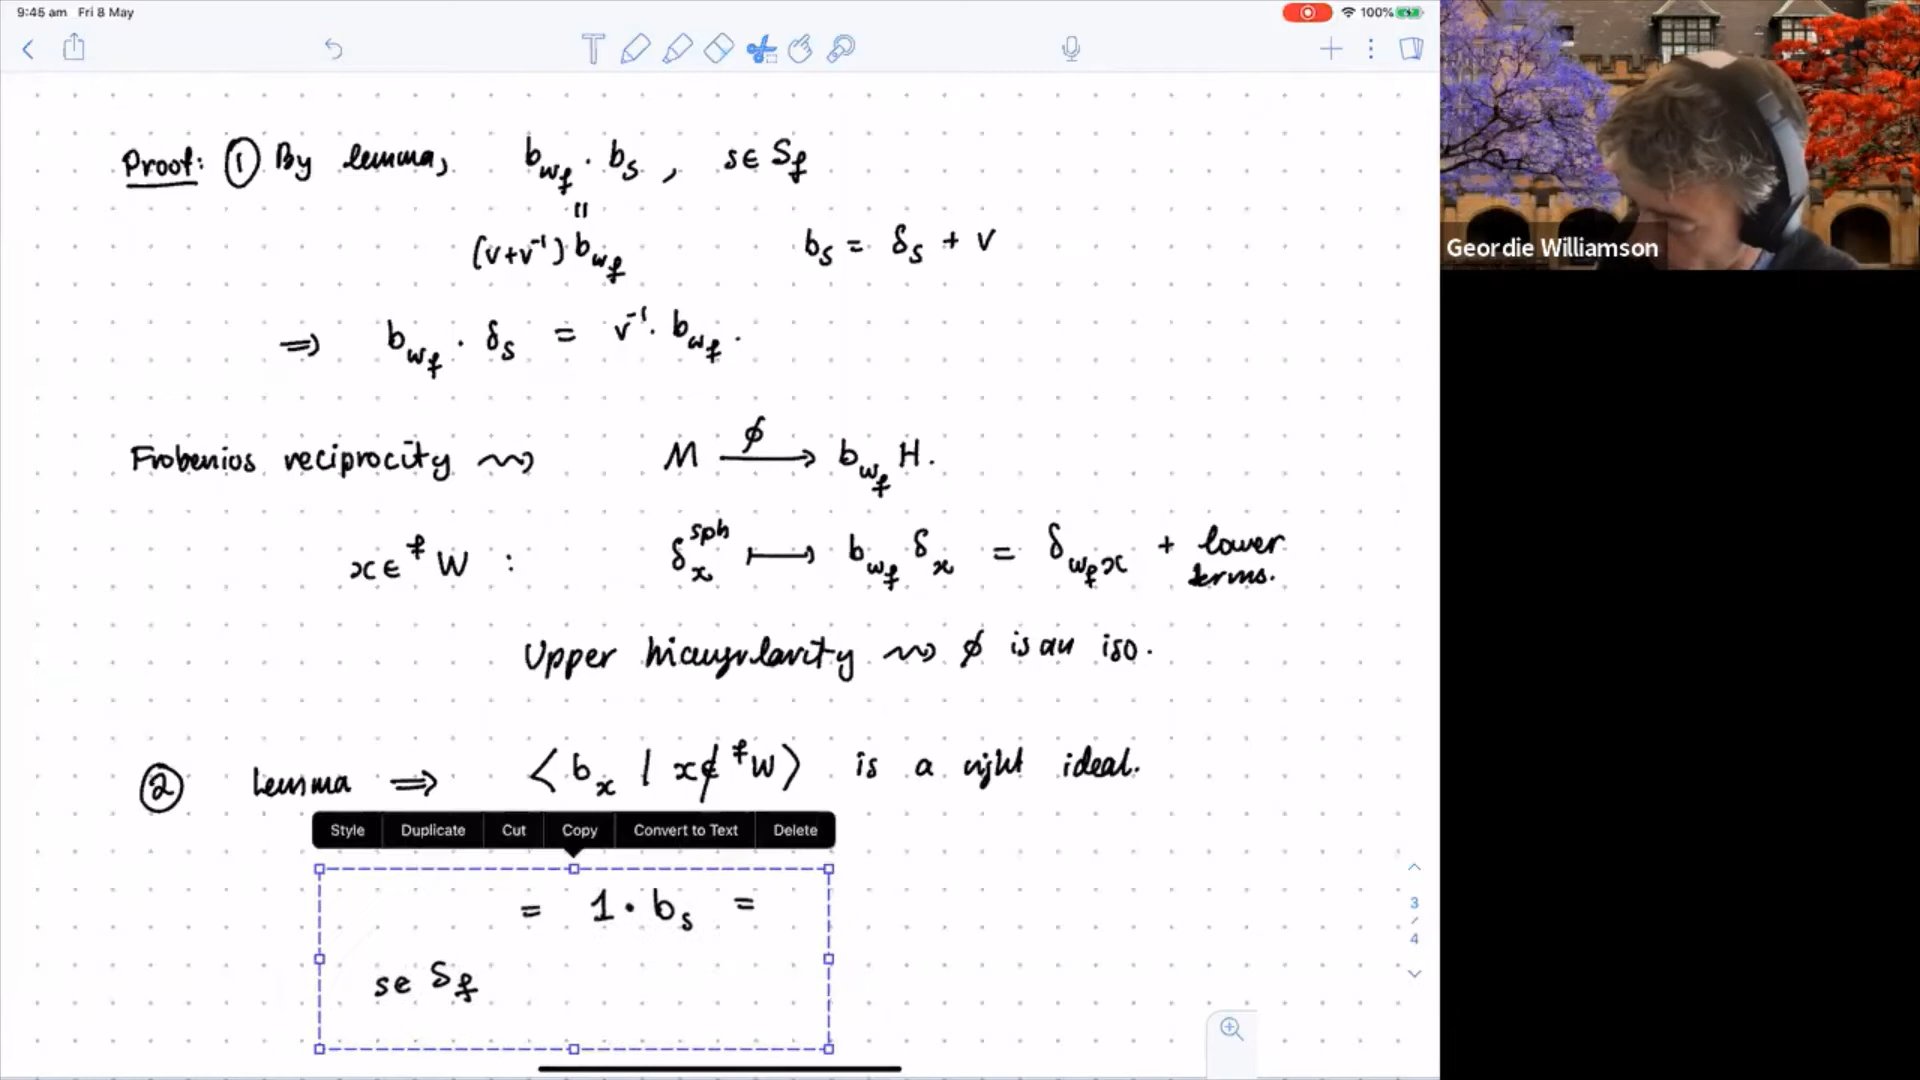 9:45 am Fri 8 May
100%
Proof: ① By lemma, b_{w_f} · b_s , s ∈ S_f
=
(v+v^{-1}) b_{w_f} b_s = δ_s + v
⇒ b_{w_f} · δ_s = v^{-1} · b_{w_f} .
Frobenius reciprocity ⇝ M —ϕ→ b_{w_f} H.
x ∈ ^f W : δ_x^{sph} ⟼ b_{w_f} δ_x = δ_{w_f x} + lower terms.
Upper triangularity ⇝ ϕ is an iso.
② Lemma ⇒ ⟨ b_x | x ∉ ^f W ⟩ is a right ideal.
Style Duplicate Cut Copy Convert to Text Delete
= 1 · b_s =
s ∈ S_f
3
/
4
Geordie Williamson